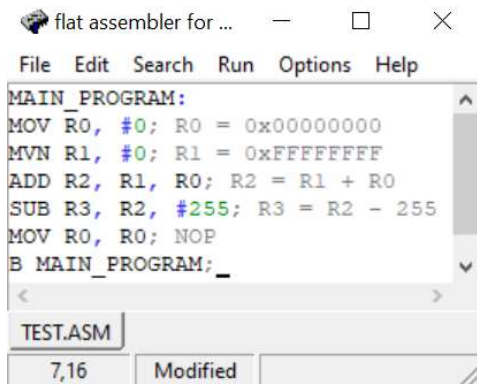 flat assembler for ...
File Edit Search Run Options Help
MAIN_PROGRAM:
MOV R0, #0; R0 = 0x00000000
MVN R1, #0; R1 = 0xFFFFFFFF
ADD R2, R1, R0; R2 = R1 + R0
SUB R3, R2, #255; R3 = R2 - 255
MOV R0, R0; NOP
B MAIN_PROGRAM;
TEST.ASM
7,16 Modified